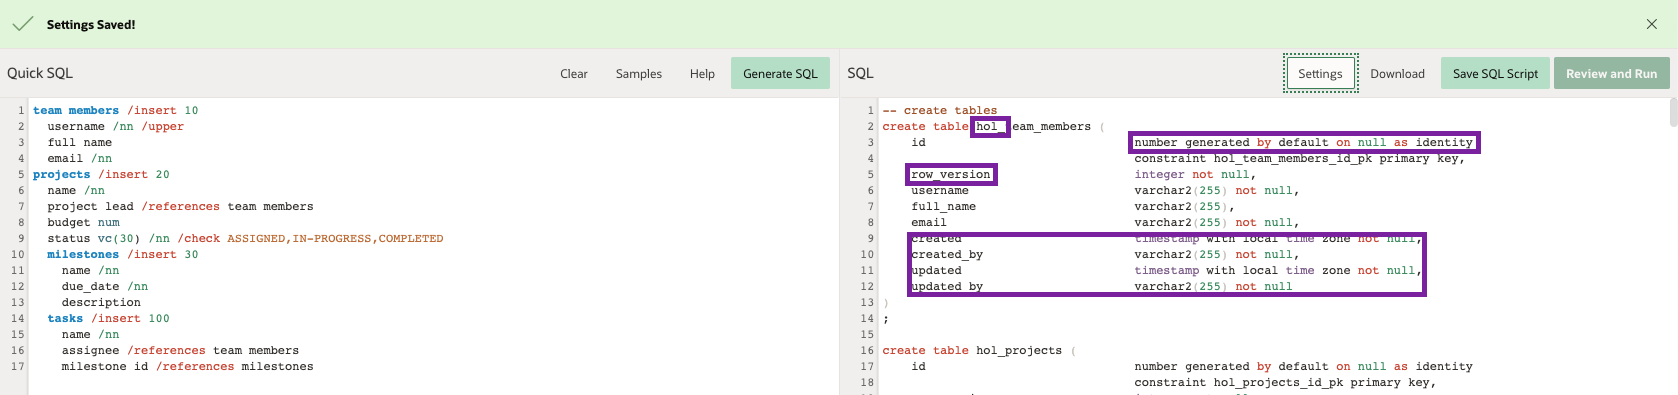 Settings Saved!
Quick SQL
Clear
Samples
Help
Generate SQL
1 team members /insert 10
2 username /nn /upper
3 full name
4 email /nn
5 projects /insert 20
6 name /nn
7 project lead /references team members
8 budget num
9 status vc(30) /nn /check ASSIGNED,IN-PROGRESS,COMPLETED
10 milestones /insert 30
11 name /nn
12 due_date /nn
13 description
14 tasks /insert 100
15 name /nn
16 assignee /references team members
17 milestone id /references milestones
SQL
Settings
Download
Save SQL Script
Review and Run
1 -- create tables
2 create table hol_team_members (
3 id number generated by default on null as identity
4 constraint hol_team_members_id_pk primary key,
5 row_version integer not null,
6 username varchar2(255) not null,
7 full_name varchar2(255),
8 email varchar2(255) not null,
9 created timestamp with local time zone not null,
10 created_by varchar2(255) not null,
11 updated timestamp with local time zone not null,
12 updated_by varchar2(255) not null
13 )
14 ;
15
16 create table hol_projects (
17 id number generated by default on null as identity
18 constraint hol_projects_id_pk primary key,